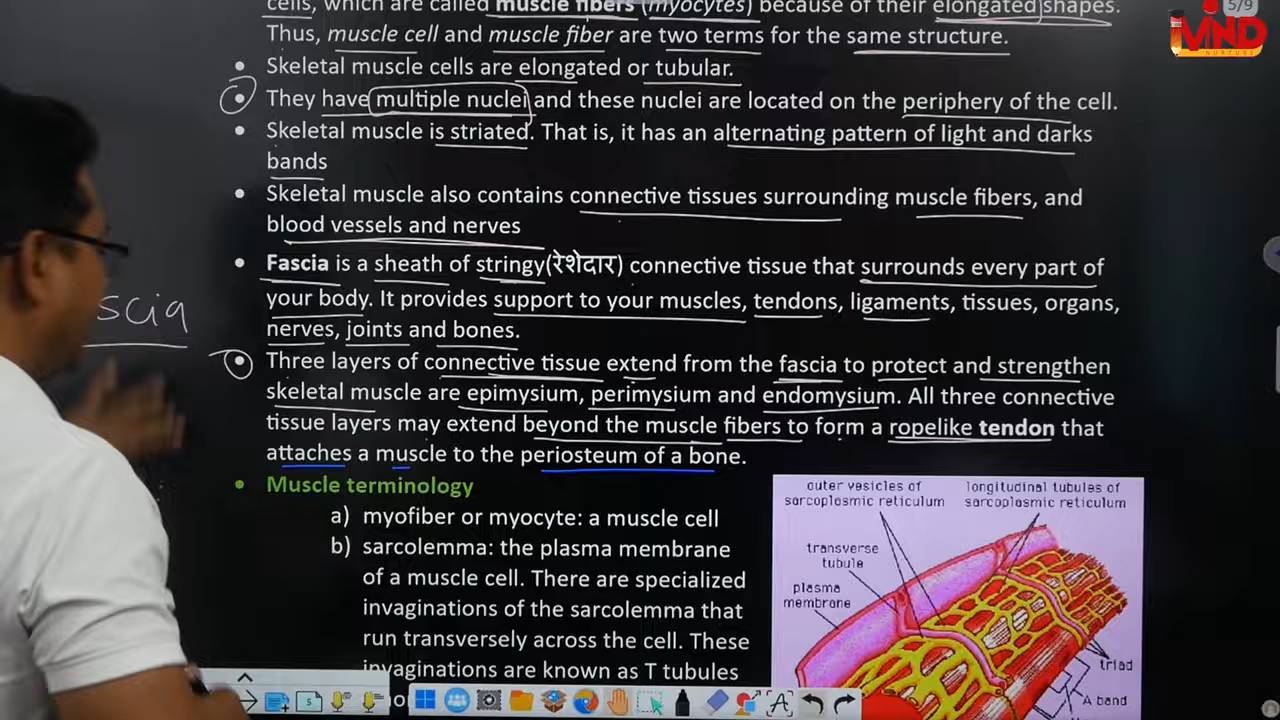 cells, which are called muscle fibers (myocytes) because of their elongated shapes.
Thus, muscle cell and muscle fiber are two terms for the same structure.
• Skeletal muscle cells are elongated or tubular.
• They have multiple nuclei and these nuclei are located on the periphery of the cell.
• Skeletal muscle is striated. That is, it has an alternating pattern of light and darks
bands
• Skeletal muscle also contains connective tissues surrounding muscle fibers, and
blood vessels and nerves
• Fascia is a sheath of stringy(रेशेदार) connective tissue that surrounds every part of
your body. It provides support to your muscles, tendons, ligaments, tissues, organs,
nerves, joints and bones.
scia
• Three layers of connective tissue extend from the fascia to protect and strengthen
skeletal muscle are epimysium, perimysium and endomysium. All three connective
tissue layers may extend beyond the muscle fibers to form a ropelike tendon that
attaches a muscle to the periosteum of a bone.
• Muscle terminology
a) myofiber or myocyte: a muscle cell
b) sarcolemma: the plasma membrane
of a muscle cell. There are specialized
invaginations of the sarcolemma that
run transversely across the cell. These
invaginations are known as T tubules
outer vesicles of
sarcoplasmic reticulum
longitudinal tubules of
sarcoplasmic reticulum
transverse
tubule
plasma
membrane
triad
A band
5/9
MIND
NURTURE